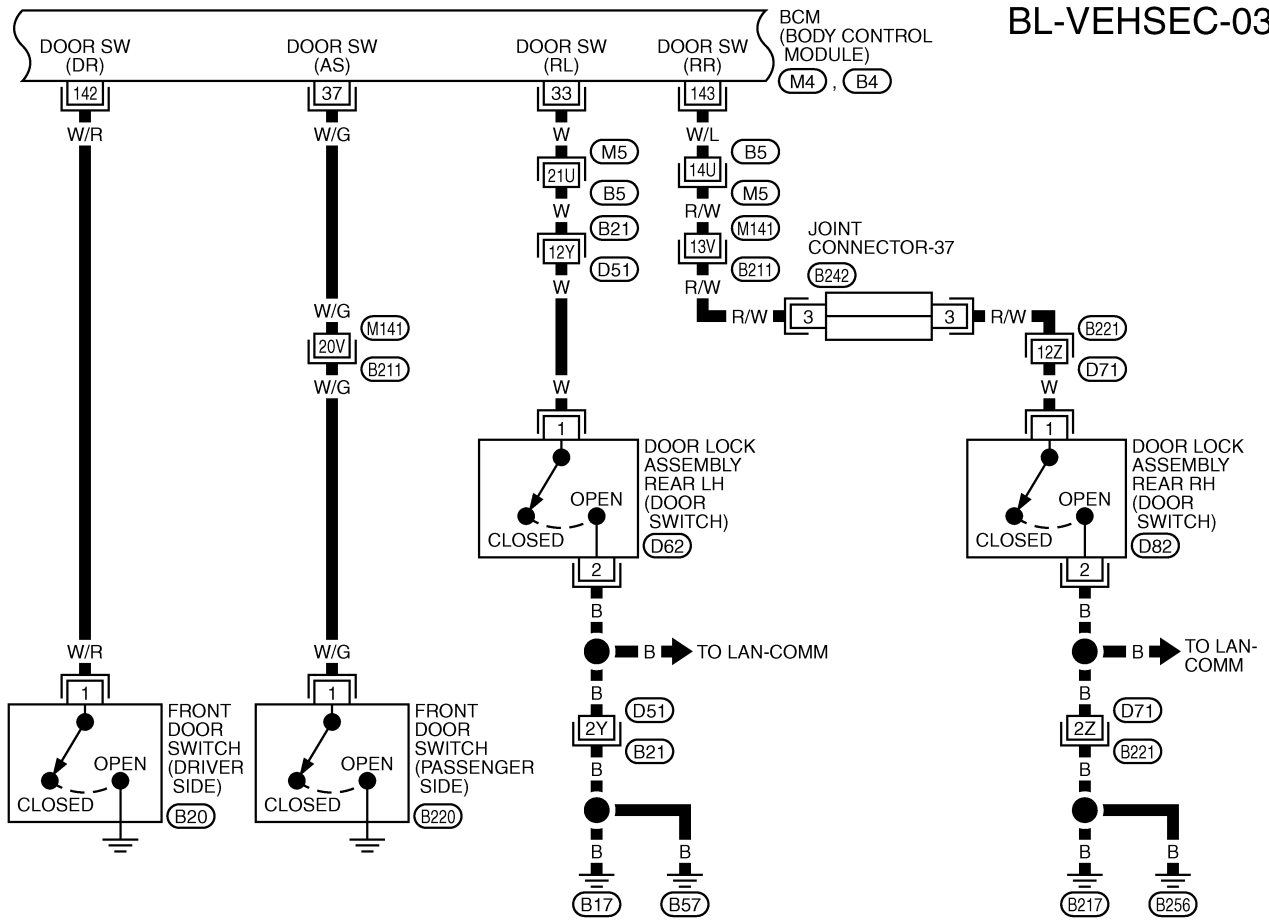 BL-VEHSEC-03
BCM
(BODY CONTROL
MODULE)
M4 , B4
DOOR SW
(DR)
DOOR SW
(AS)
DOOR SW
(RL)
DOOR SW
(RR)
142
37
33
143
W/R
W/G
W
W/L
M5
B5
21U
14U
B5
M5
W
R/W
B21
M141
12Y
13V
D51
B211
W
R/W
JOINT
CONNECTOR-37
B242
R/W
3
3
R/W
W/G
M141
20V
B211
W/G
B221
12Z
D71
W
W
1
1
DOOR LOCK
ASSEMBLY
REAR LH
(DOOR
SWITCH)
D62
OPEN
CLOSED
2
DOOR LOCK
ASSEMBLY
REAR RH
(DOOR
SWITCH)
D82
OPEN
CLOSED
2
B
B
B
TO LAN-COMM
B
TO LAN-
COMM
W/R
W/G
B
B
1
1
FRONT
DOOR
SWITCH
(DRIVER
SIDE)
B20
OPEN
CLOSED
FRONT
DOOR
SWITCH
(PASSENGER
SIDE)
B220
OPEN
CLOSED
D51
2Y
B21
D71
2Z
B221
B
B
B
B
B
B
B17
B57
B217
B256